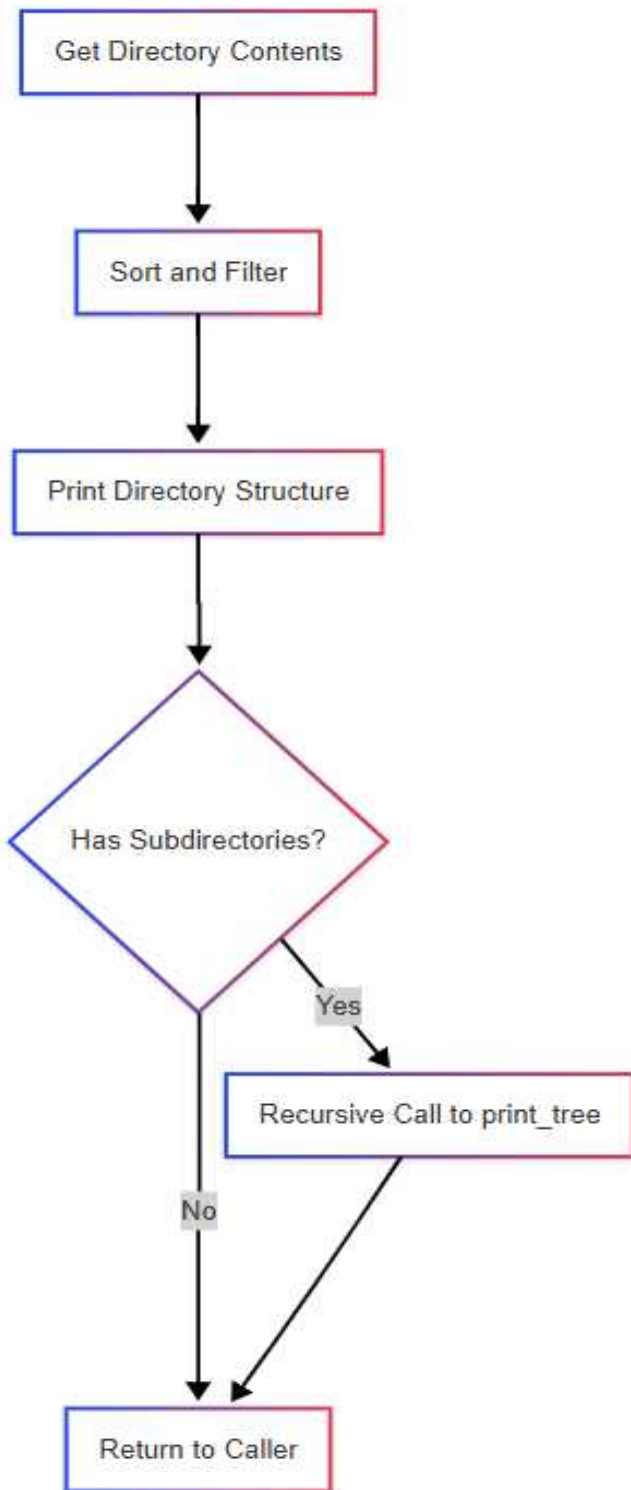 Get Directory Contents
Sort and Filter
Print Directory Structure
Has Subdirectories?
Yes
Recursive Call to print_tree
No
Return to Caller